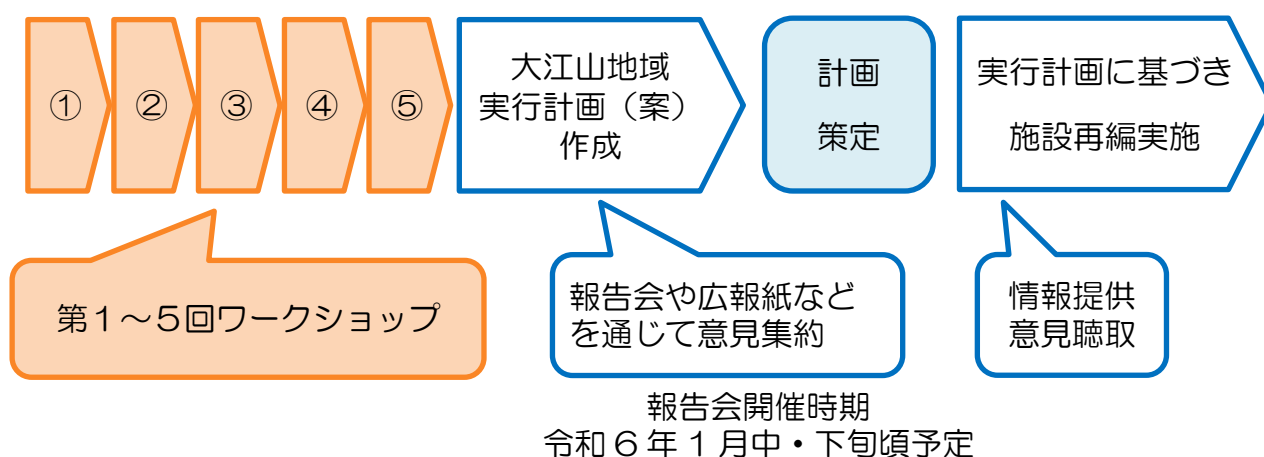 ①
②
③
④
⑤
大江山地域
実行計画（案）
作成
計画
策定
実行計画に基づき
施設再編実施
第１～５回ワークショップ
報告会や広報紙など
を通じて意見集約
情報提供
意見聴取
報告会開催時期
令和６年１月中・下旬頃予定